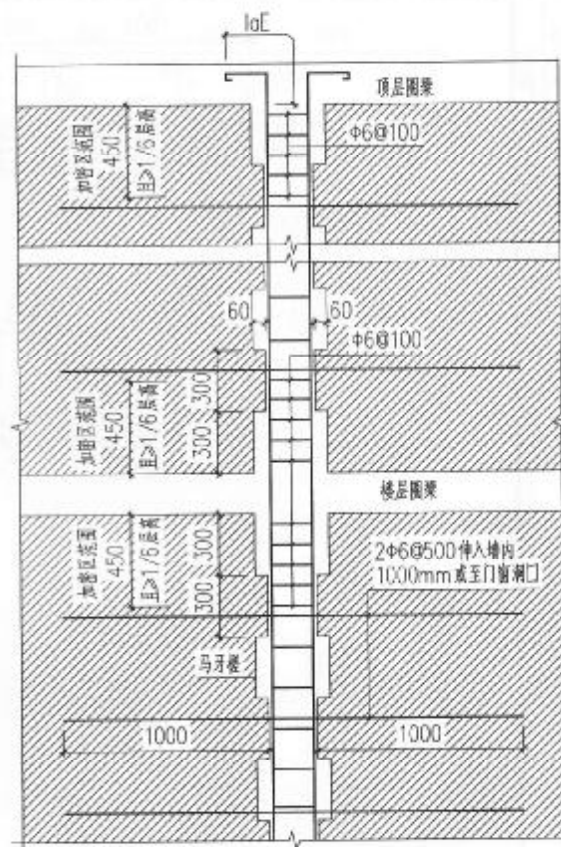 laE
顶层圈梁
加密区范围
450
且≥1/6层高
Φ6@100
60
60
Φ6@100
加密区范围
450
且≥1/6层高
300
300
楼层圈梁
加密区范围
450
且≥1/6层高
300
300
2Φ6@500伸入墙内
1000mm或至门窗洞口
马牙槎
1000
1000